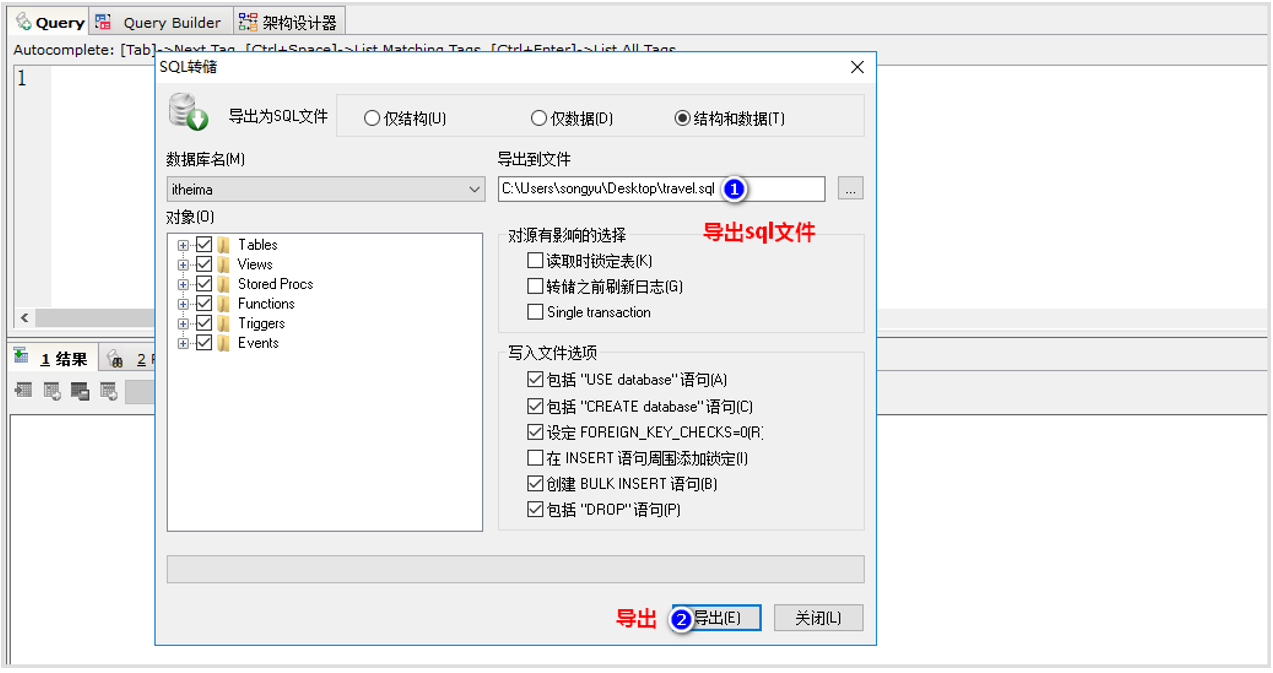 Query
Query Builder
架构设计器
Autocomplete: [Tab]->Next Tag. [Ctrl+Space]->List Matching Tags. [Ctrl+Enter]->List All Tags.
1
SQL转储
导出为SQL文件
仅结构(U)
仅数据(D)
结构和数据(T)
数据库名(M)
导出到文件
itheima
C:\Users\songyu\Desktop\travel.sql
1
...
对象(O)
导出sql文件
Tables
Views
Stored Procs
Functions
Triggers
Events
对源有影响的选择
读取时锁定表(K)
转储之前刷新日志(G)
Single transaction
写入文件选项
包括 "USE database" 语句(A)
包括 "CREATE database" 语句(C)
设定 FOREIGN_KEY_CHECKS=0(R)
在 INSERT 语句周围添加锁定(I)
创建 BULK INSERT 语句(B)
包括 "DROP" 语句(P)
1 结果
2
导出
2
导出(E)
关闭(L)